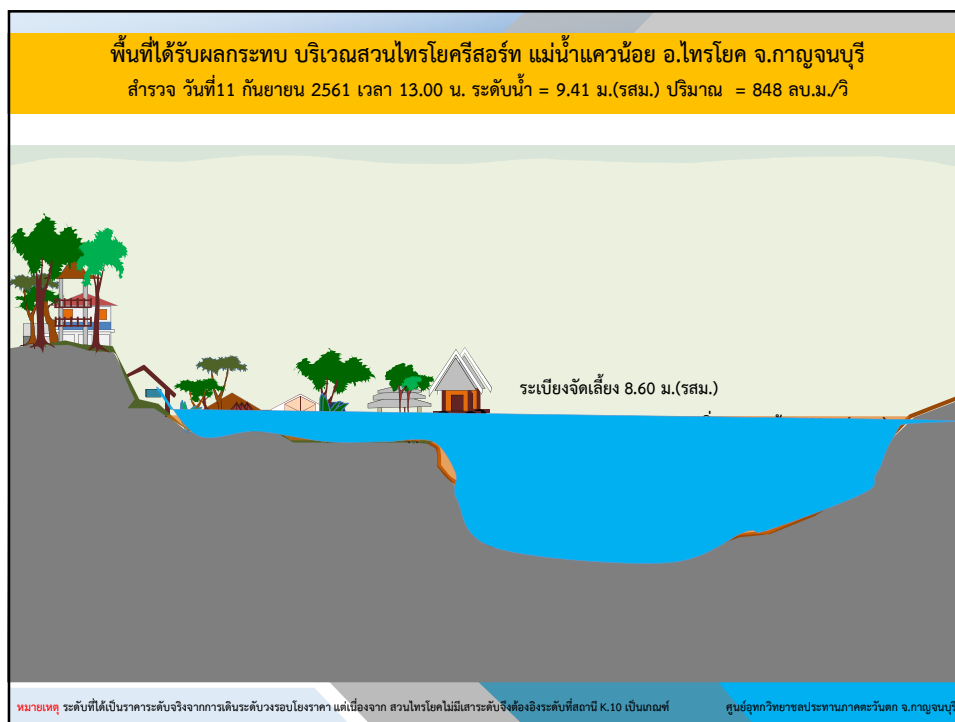 พื้นที่ได้รับผลกระทบ บริเวณสวนไทรโยครีสอร์ท แม่น้ำแควน้อย อ.ไทรโยค จ.กาญจนบุรี
สำรวจ วันที่11 กันยายน 2561 เวลา 13.00 น. ระดับน้ำ = 9.41 ม.(รสม.) ปริมาณ = 848 ลบ.ม./วิ
ระเบียงจัดเลี้ยง 8.60 ม.(รสม.)
หมายเหตุ ระดับที่ได้เป็นราคาระดับจริงจากการเดินระดับวงรอบโยงราคา แต่เนื่องจาก สวนไทรโยคไม่มีเสาระดับจึงต้องอิงระดับที่สถานี K.10 เป็นเกณฑ์
ศูนย์อุทกวิทยาชลประทานภาคตะวันตก จ.กาญจนบุรี